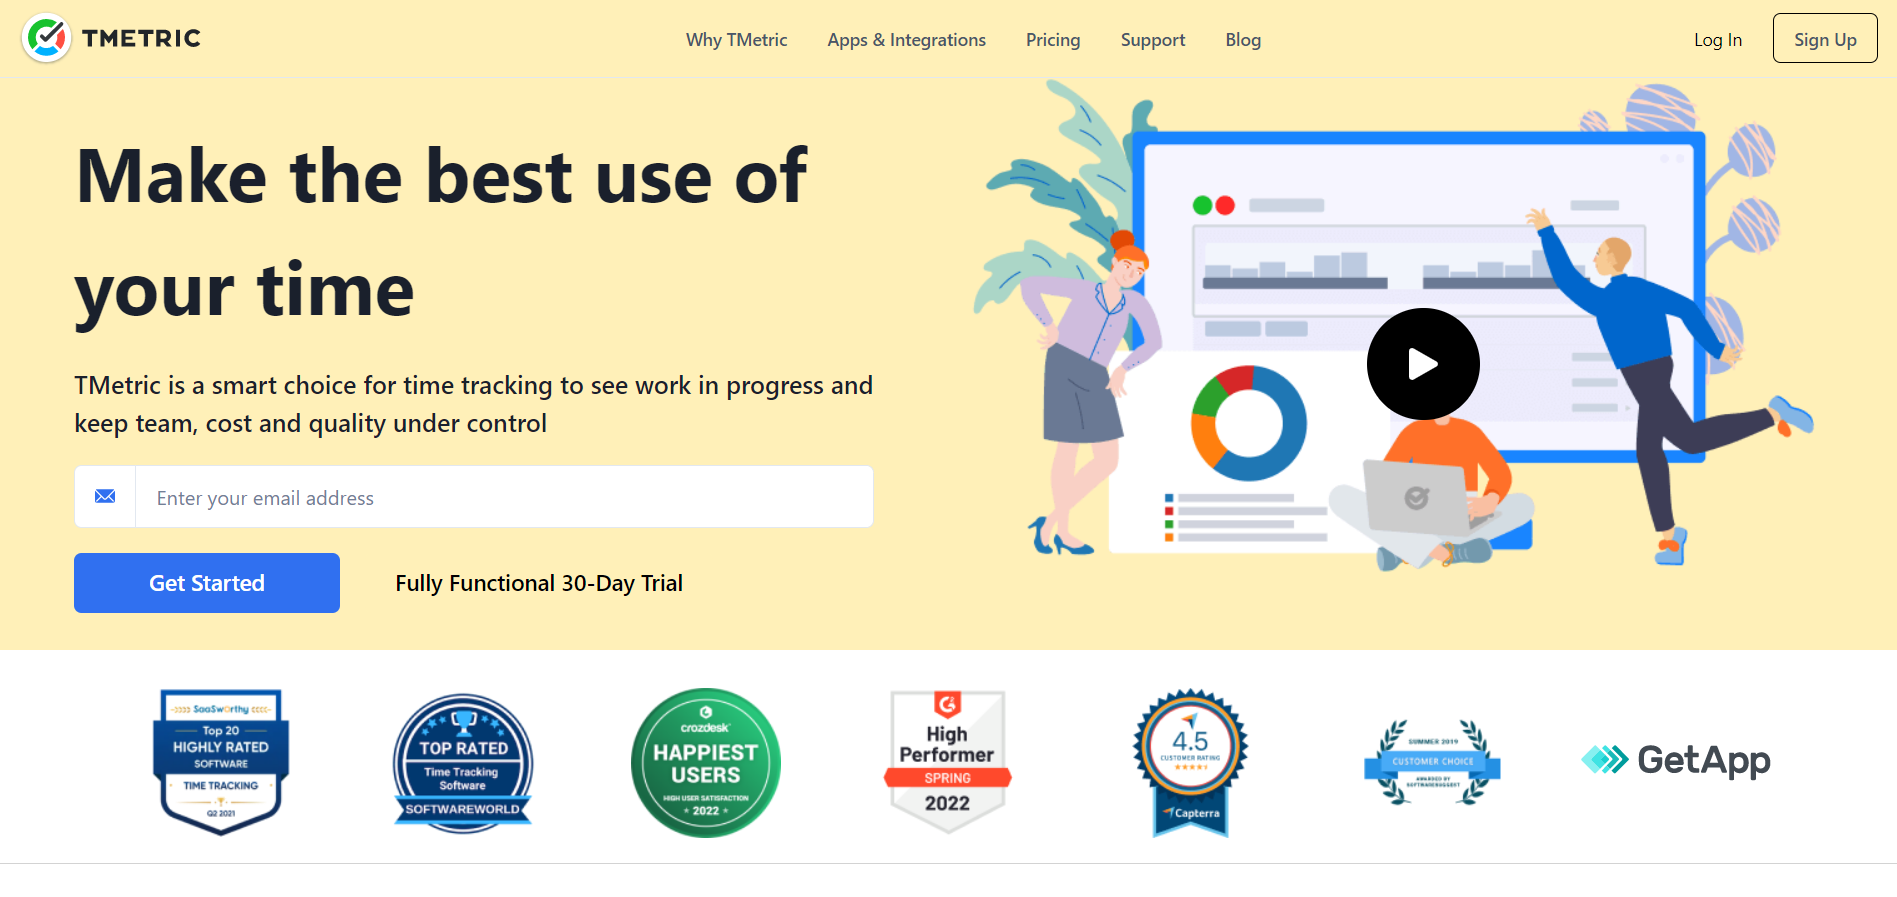 TMETRIC
Why TMetric
Apps & Integrations
Pricing
Support
Blog
Log In
Sign Up
Make the best use of
your time
TMetric is a smart choice for time tracking to see work in progress and
keep team, cost and quality under control
Enter your email address
Get Started
Fully Functional 30-Day Trial
SaaSworthy
Top 20
HIGHLY RATED
SOFTWARE
TIME TRACKING
Q2 2021
TOP RATED
Time Tracking
Software
SOFTWAREWORLD
crozdesk
HAPPIEST
USERS
HIGH USER SATISFACTION
2022
High
Performer
SPRING
2022
4.5
CUSTOMER RATING
Capterra
SUMMER 2019
CUSTOMER CHOICE
AWARDED BY
SOFTWARESUGGEST
GetApp